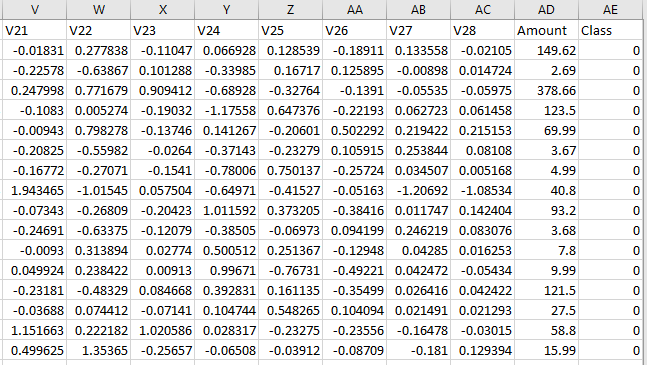 V W X Y Z AA AB AC AD AE
V21 V22 V23 V24 V25 V26 V27 V28 Amount Class
-0.01831 0.277838 -0.11047 0.066928 0.128539 -0.18911 0.133558 -0.02105 149.62 0
-0.22578 -0.63867 0.101288 -0.33985 0.16717 0.125895 -0.00898 0.014724 2.69 0
0.247998 0.771679 0.909412 -0.68928 -0.32764 -0.1391 -0.05535 -0.05975 378.66 0
-0.1083 0.005274 -0.19032 -1.17558 0.647376 -0.22193 0.062723 0.061458 123.5 0
-0.00943 0.798278 -0.13746 0.141267 -0.20601 0.502292 0.219422 0.215153 69.99 0
-0.20825 -0.55982 -0.0264 -0.37143 -0.23279 0.105915 0.253844 0.08108 3.67 0
-0.16772 -0.27071 -0.1541 -0.78006 0.750137 -0.25724 0.034507 0.005168 4.99 0
1.943465 -1.01545 0.057504 -0.64971 -0.41527 -0.05163 -1.20692 -1.08534 40.8 0
-0.07343 -0.26809 -0.20423 1.011592 0.373205 -0.38416 0.011747 0.142404 93.2 0
-0.24691 -0.63375 -0.12079 -0.38505 -0.06973 0.094199 0.246219 0.083076 3.68 0
-0.0093 0.313894 0.02774 0.500512 0.251367 -0.12948 0.04285 0.016253 7.8 0
0.049924 0.238422 0.00913 0.99671 -0.76731 -0.49221 0.042472 -0.05434 9.99 0
-0.23181 -0.48329 0.084668 0.392831 0.161135 -0.35499 0.026416 0.042422 121.5 0
-0.03688 0.074412 -0.07141 0.104744 0.548265 0.104094 0.021491 0.021293 27.5 0
1.151663 0.222182 1.020586 0.028317 -0.23275 -0.23556 -0.16478 -0.03015 58.8 0
0.499625 1.35365 -0.25657 -0.06508 -0.03912 -0.08709 -0.181 0.129394 15.99 0